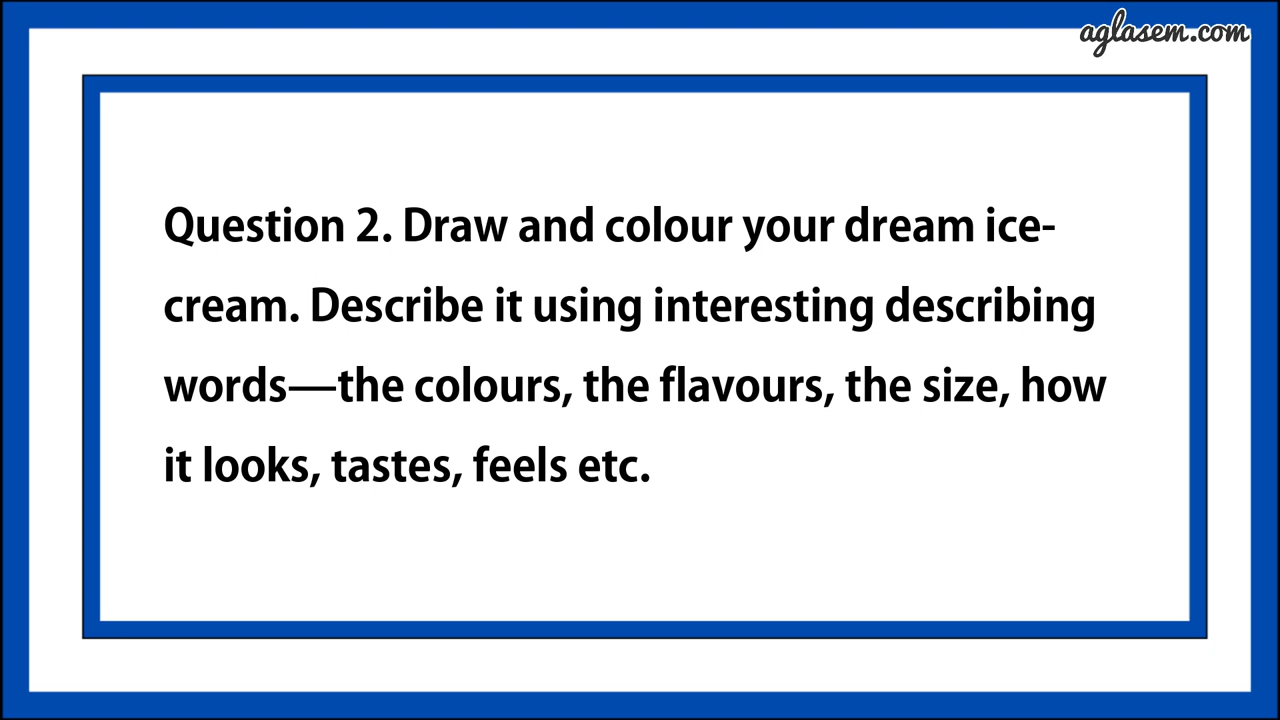 aglasem.com
Question 2. Draw and colour your dream ice-
cream. Describe it using interesting describing
words—the colours, the flavours, the size, how
it looks, tastes, feels etc.